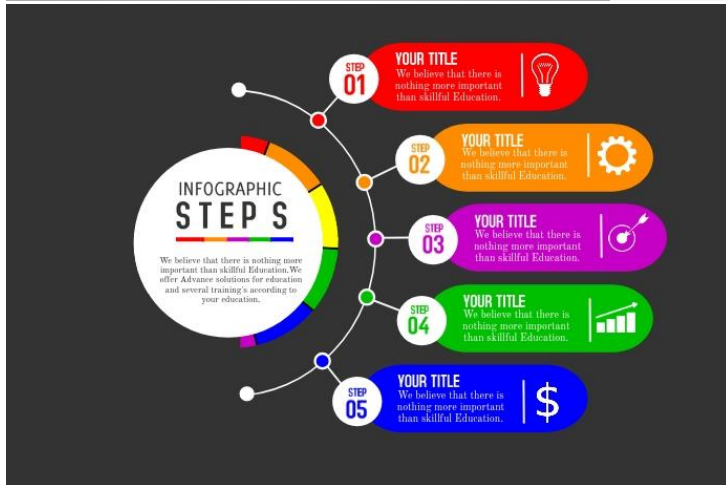 INFOGRAPHIC
STEP S
We believe that there is nothing more
important than skillful Education.We
offer Advance solutions for education
and several training's according to
your education.
STEP
01
YOUR TITLE
We believe that there is
nothing more important
than skillful Education.
STEP
02
YOUR TITLE
We believe that there is
nothing more important
than skillful Education.
STEP
03
YOUR TITLE
We believe that there is
nothing more important
than skillful Education.
STEP
04
YOUR TITLE
We believe that there is
nothing more important
than skillful Education.
STEP
05
YOUR TITLE
We believe that there is
nothing more important
than skillful Education.
$